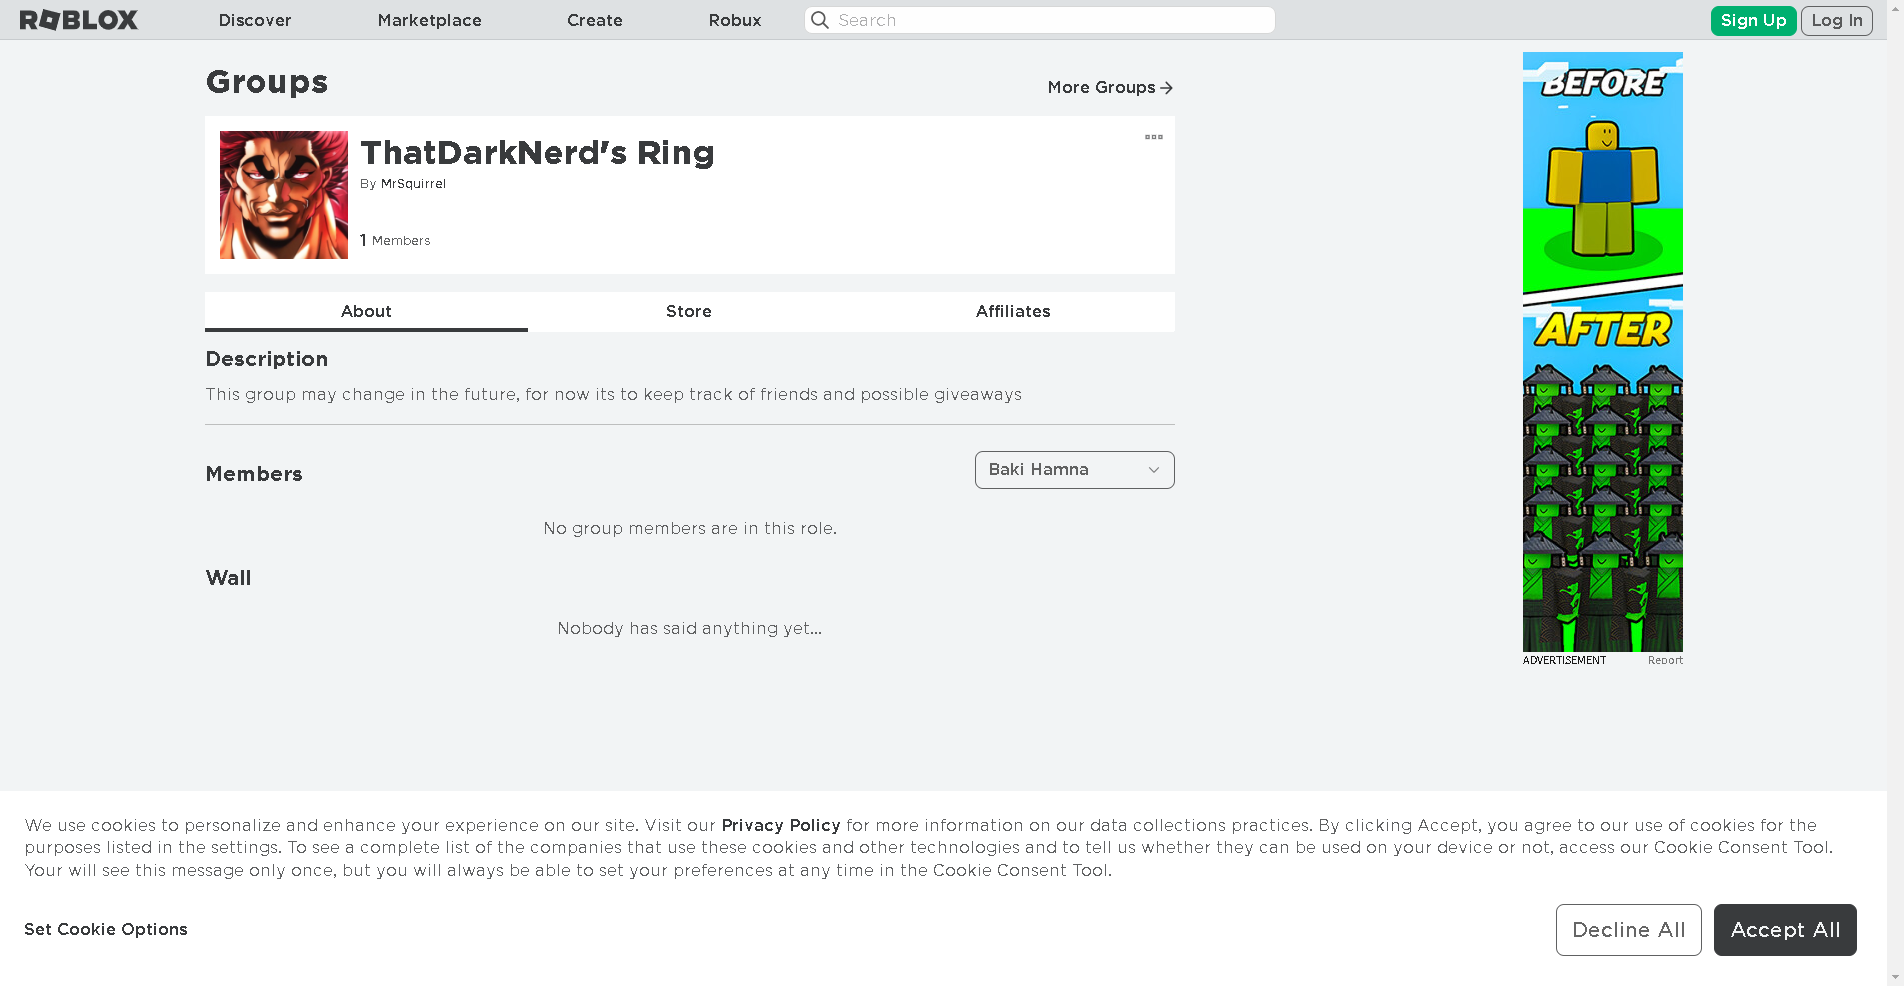 ROBLOX Discover Marketplace Create Robux Search Sign Up Log In
Groups
More Groups
ThatDarkNerd's Ring
By MrSquirrel
1 Members
About Store Affiliates
Description
This group may change in the future, for now its to keep track of friends and possible giveaways
Members
Baki Hamna
No group members are in this role.
Wall
Nobody has said anything yet...
BEFORE
AFTER
ADVERTISEMENT Report
We use cookies to personalize and enhance your experience on our site. Visit our Privacy Policy for more information on our data collections practices. By clicking Accept, you agree to our use of cookies for the
purposes listed in the settings. To see a complete list of the companies that use these cookies and other technologies and to tell us whether they can be used on your device or not, access our Cookie Consent Tool.
Your will see this message only once, but you will always be able to set your preferences at any time in the Cookie Consent Tool.
Set Cookie Options
Decline All
Accept All